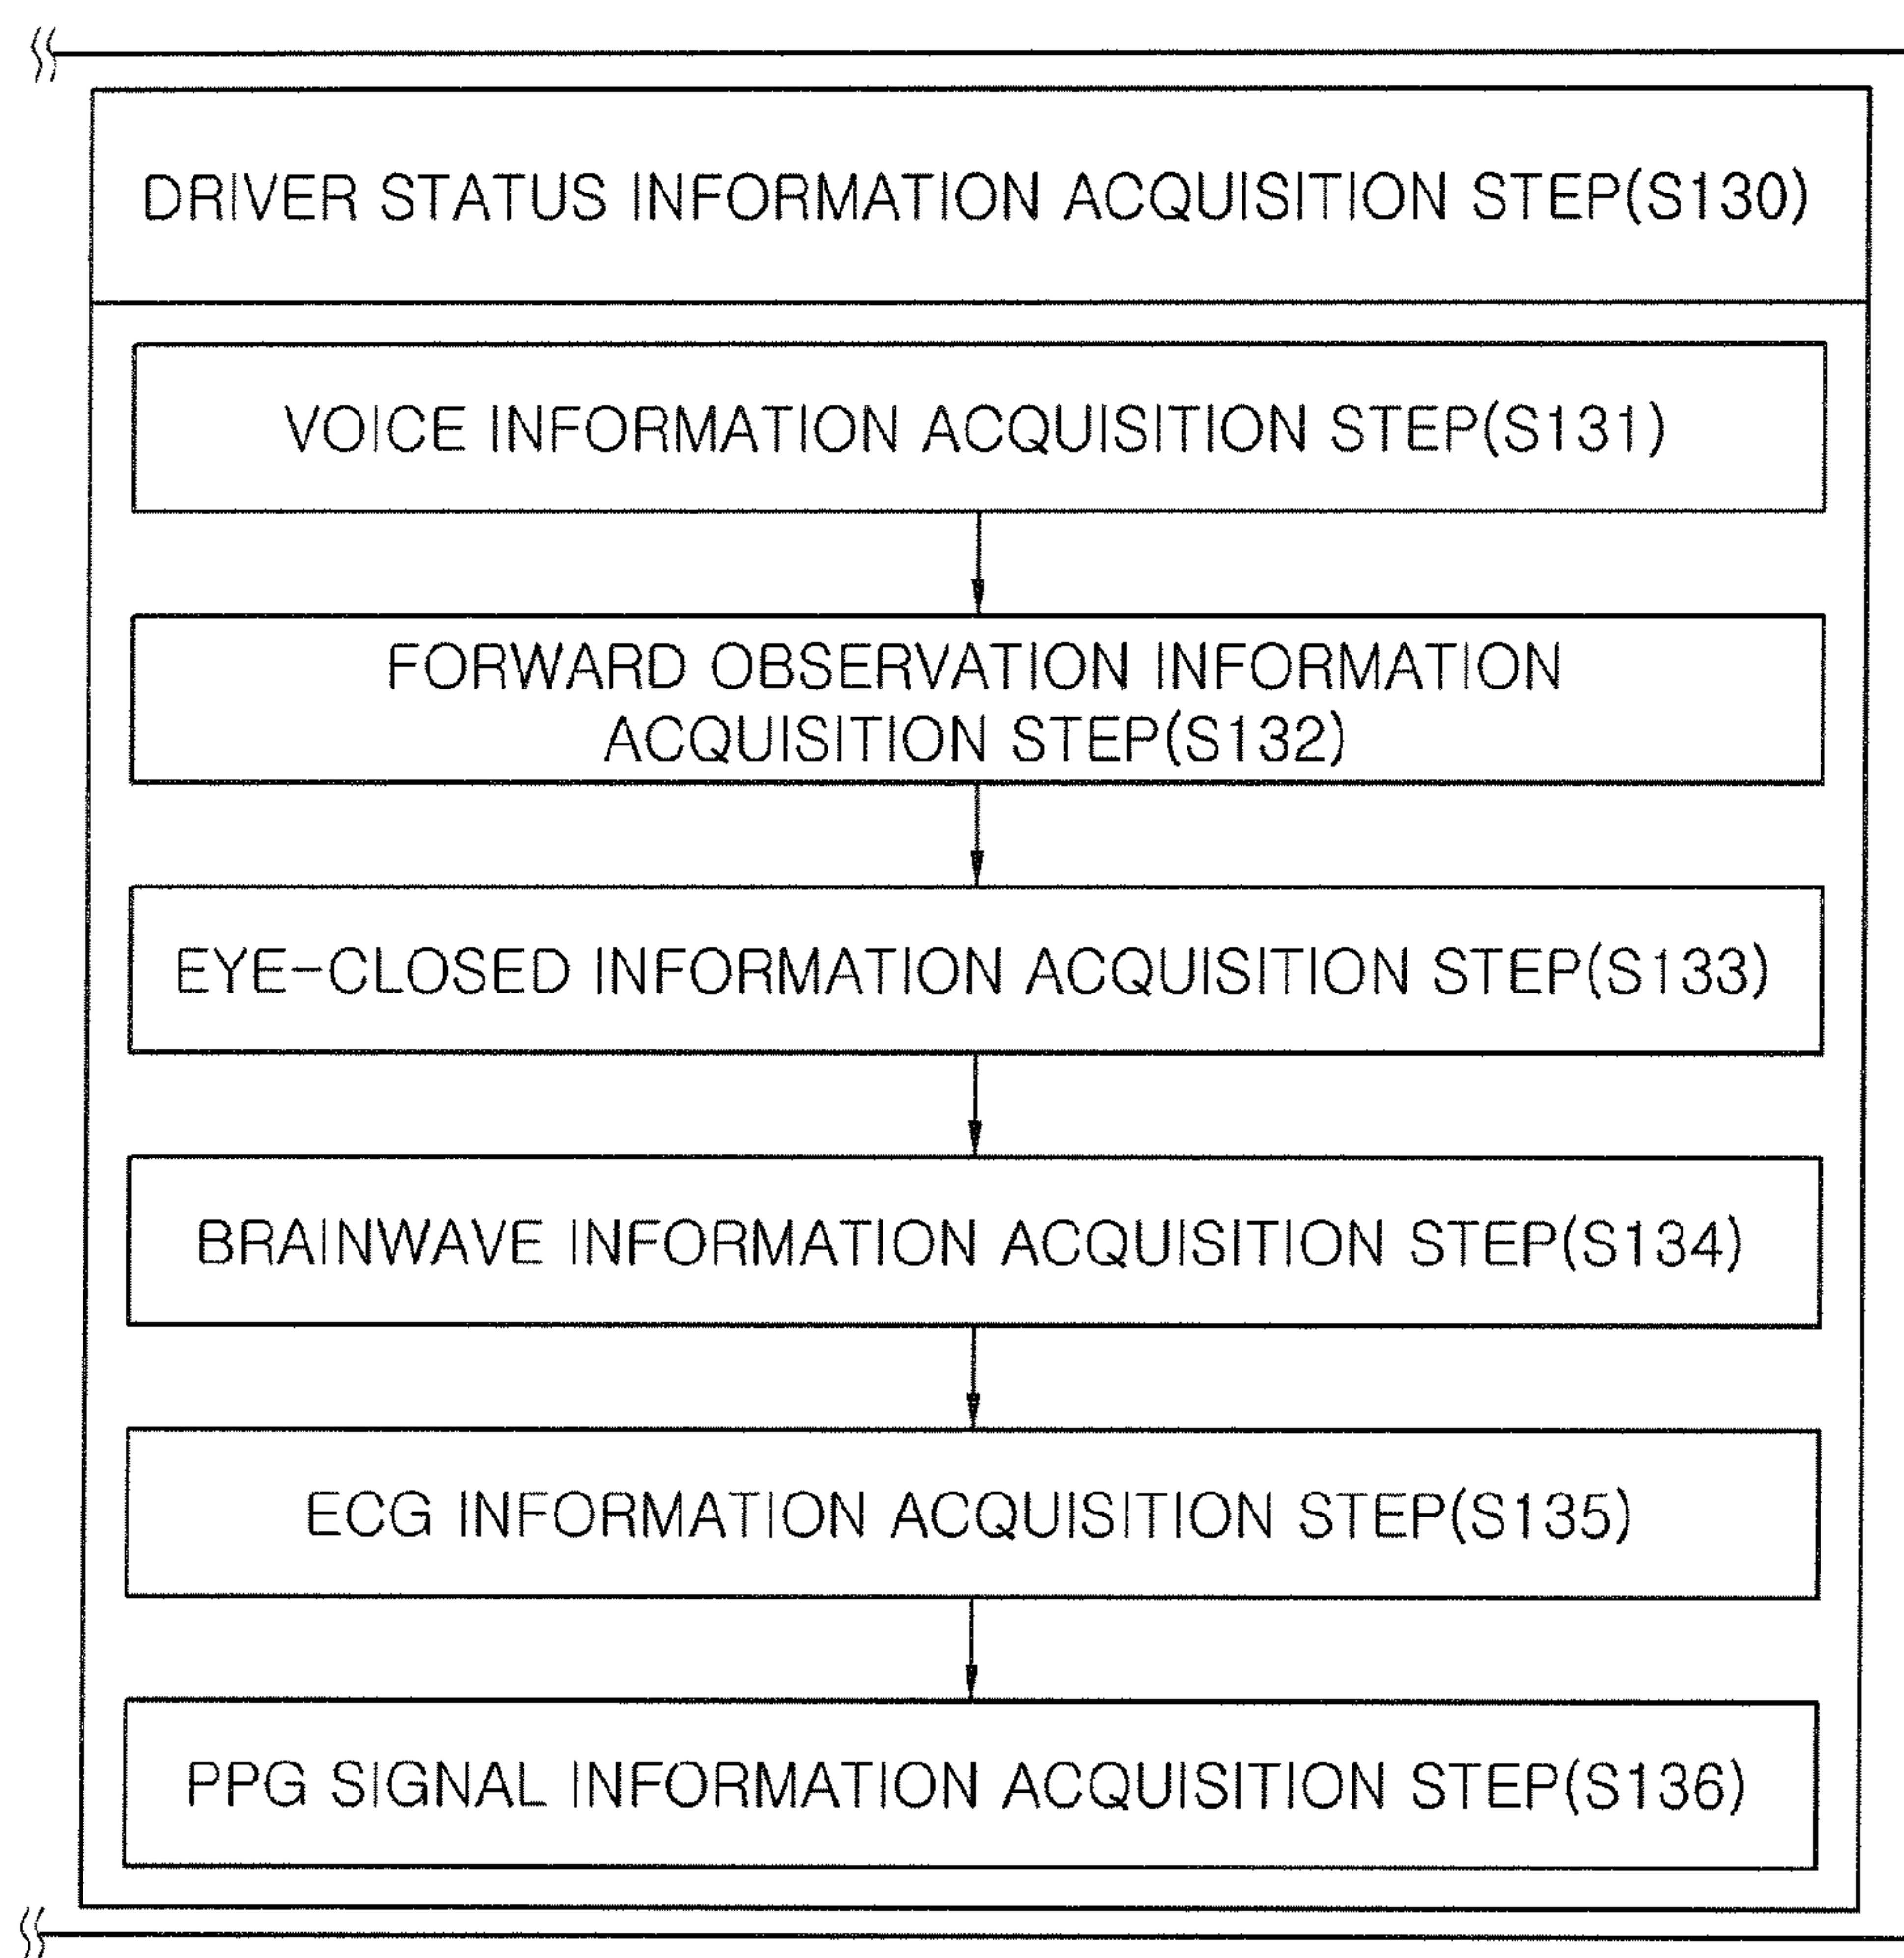 DRIVER STATUS INFORMATION ACQUISITION STEP(S130)
VOICE INFORMATION ACQUISITION STEP(S131)
FORWARD OBSERVATION INFORMATION
ACQUISITION STEP(S132)
EYE-CLOSED INFORMATION ACQUISITION STEP(S133)
BRAINWAVE INFORMATION ACQUISITION STEP(S134)
ECG INFORMATION ACQUISITION STEP(S135)
PPG SIGNAL INFORMATION ACQUISITION STEP(S136)